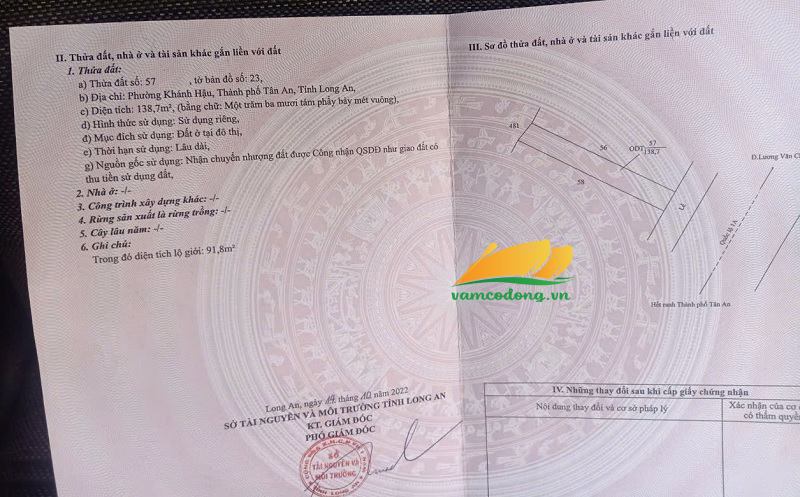 II. Thửa đất, nhà ở và tài sản khác gắn liền với đất
1. Thửa đất:
a) Thửa đất số: 57 , tờ bản đồ số: 23,
b) Địa chỉ: Phường Khánh Hậu, Thành phố Tân An, Tỉnh Long An,
c) Diện tích: 138,7m², (bằng chữ: Một trăm ba mươi tám phẩy bảy mét vuông),
d) Hình thức sử dụng: Sử dụng riêng,
đ) Mục đích sử dụng: Đất ở tại đô thị,
e) Thời hạn sử dụng: Lâu dài,
g) Nguồn gốc sử dụng: Nhận chuyển nhượng đất được Công nhận QSDĐ như giao đất có
thu tiền sử dụng đất,
2. Nhà ở: -/-
3. Công trình xây dựng khác: -/-
4. Rừng sản xuất là rừng trồng: -/-
5. Cây lâu năm: -/-
6. Ghi chú:
Trong đó diện tích lộ giới: 91,8m²
Long An, ngày 14 tháng 10 năm 2022
SỞ TÀI NGUYÊN VÀ MÔI TRƯỜNG TỈNH LONG AN
KT. GIÁM ĐỐC
PHÓ GIÁM ĐỐC
SỞ
TÀI NGUYÊN VÀ
MÔI TRƯỜNG
TỈNH LONG AN
III. Sơ đồ thửa đất, nhà ở và tài sản khác gắn liền với đất
481
56
ODT 57
138,7
58
Đ.Lương Văn
Lề
Quốc lộ 1A
Hết ranh Thành phố Tân An
vamcodong.vn
IV. Những thay đổi sau khi cấp giấy chứng nhận
Nội dung thay đổi và cơ sở pháp lý
Xác nhận của cơ
có thẩm quyền